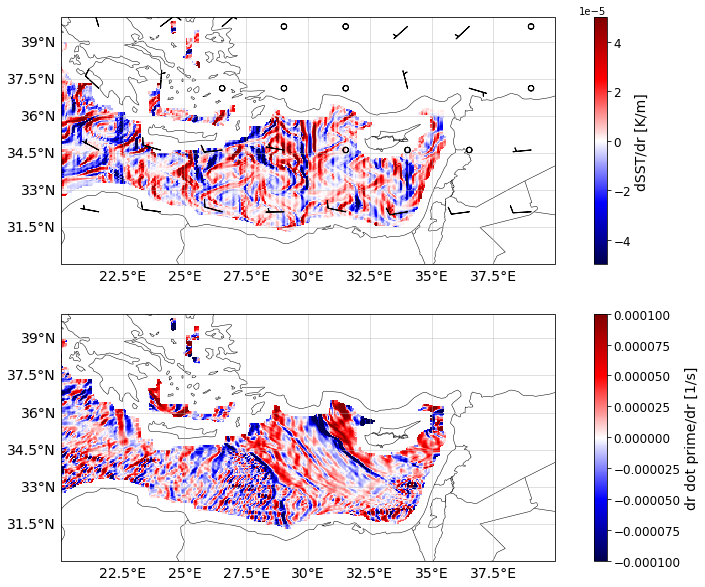 1e−5
39°N
37.5°N
36°N
34.5°N
33°N
31.5°N
22.5°E 25°E 27.5°E 30°E 32.5°E 35°E 37.5°E
4
2
0
−2
−4
dSST/dr [K/m]
39°N
37.5°N
36°N
34.5°N
33°N
31.5°N
22.5°E 25°E 27.5°E 30°E 32.5°E 35°E 37.5°E
0.000100
0.000075
0.000050
0.000025
0.000000
−0.000025
−0.000050
−0.000075
−0.000100
dr dot prime/dr [1/s]